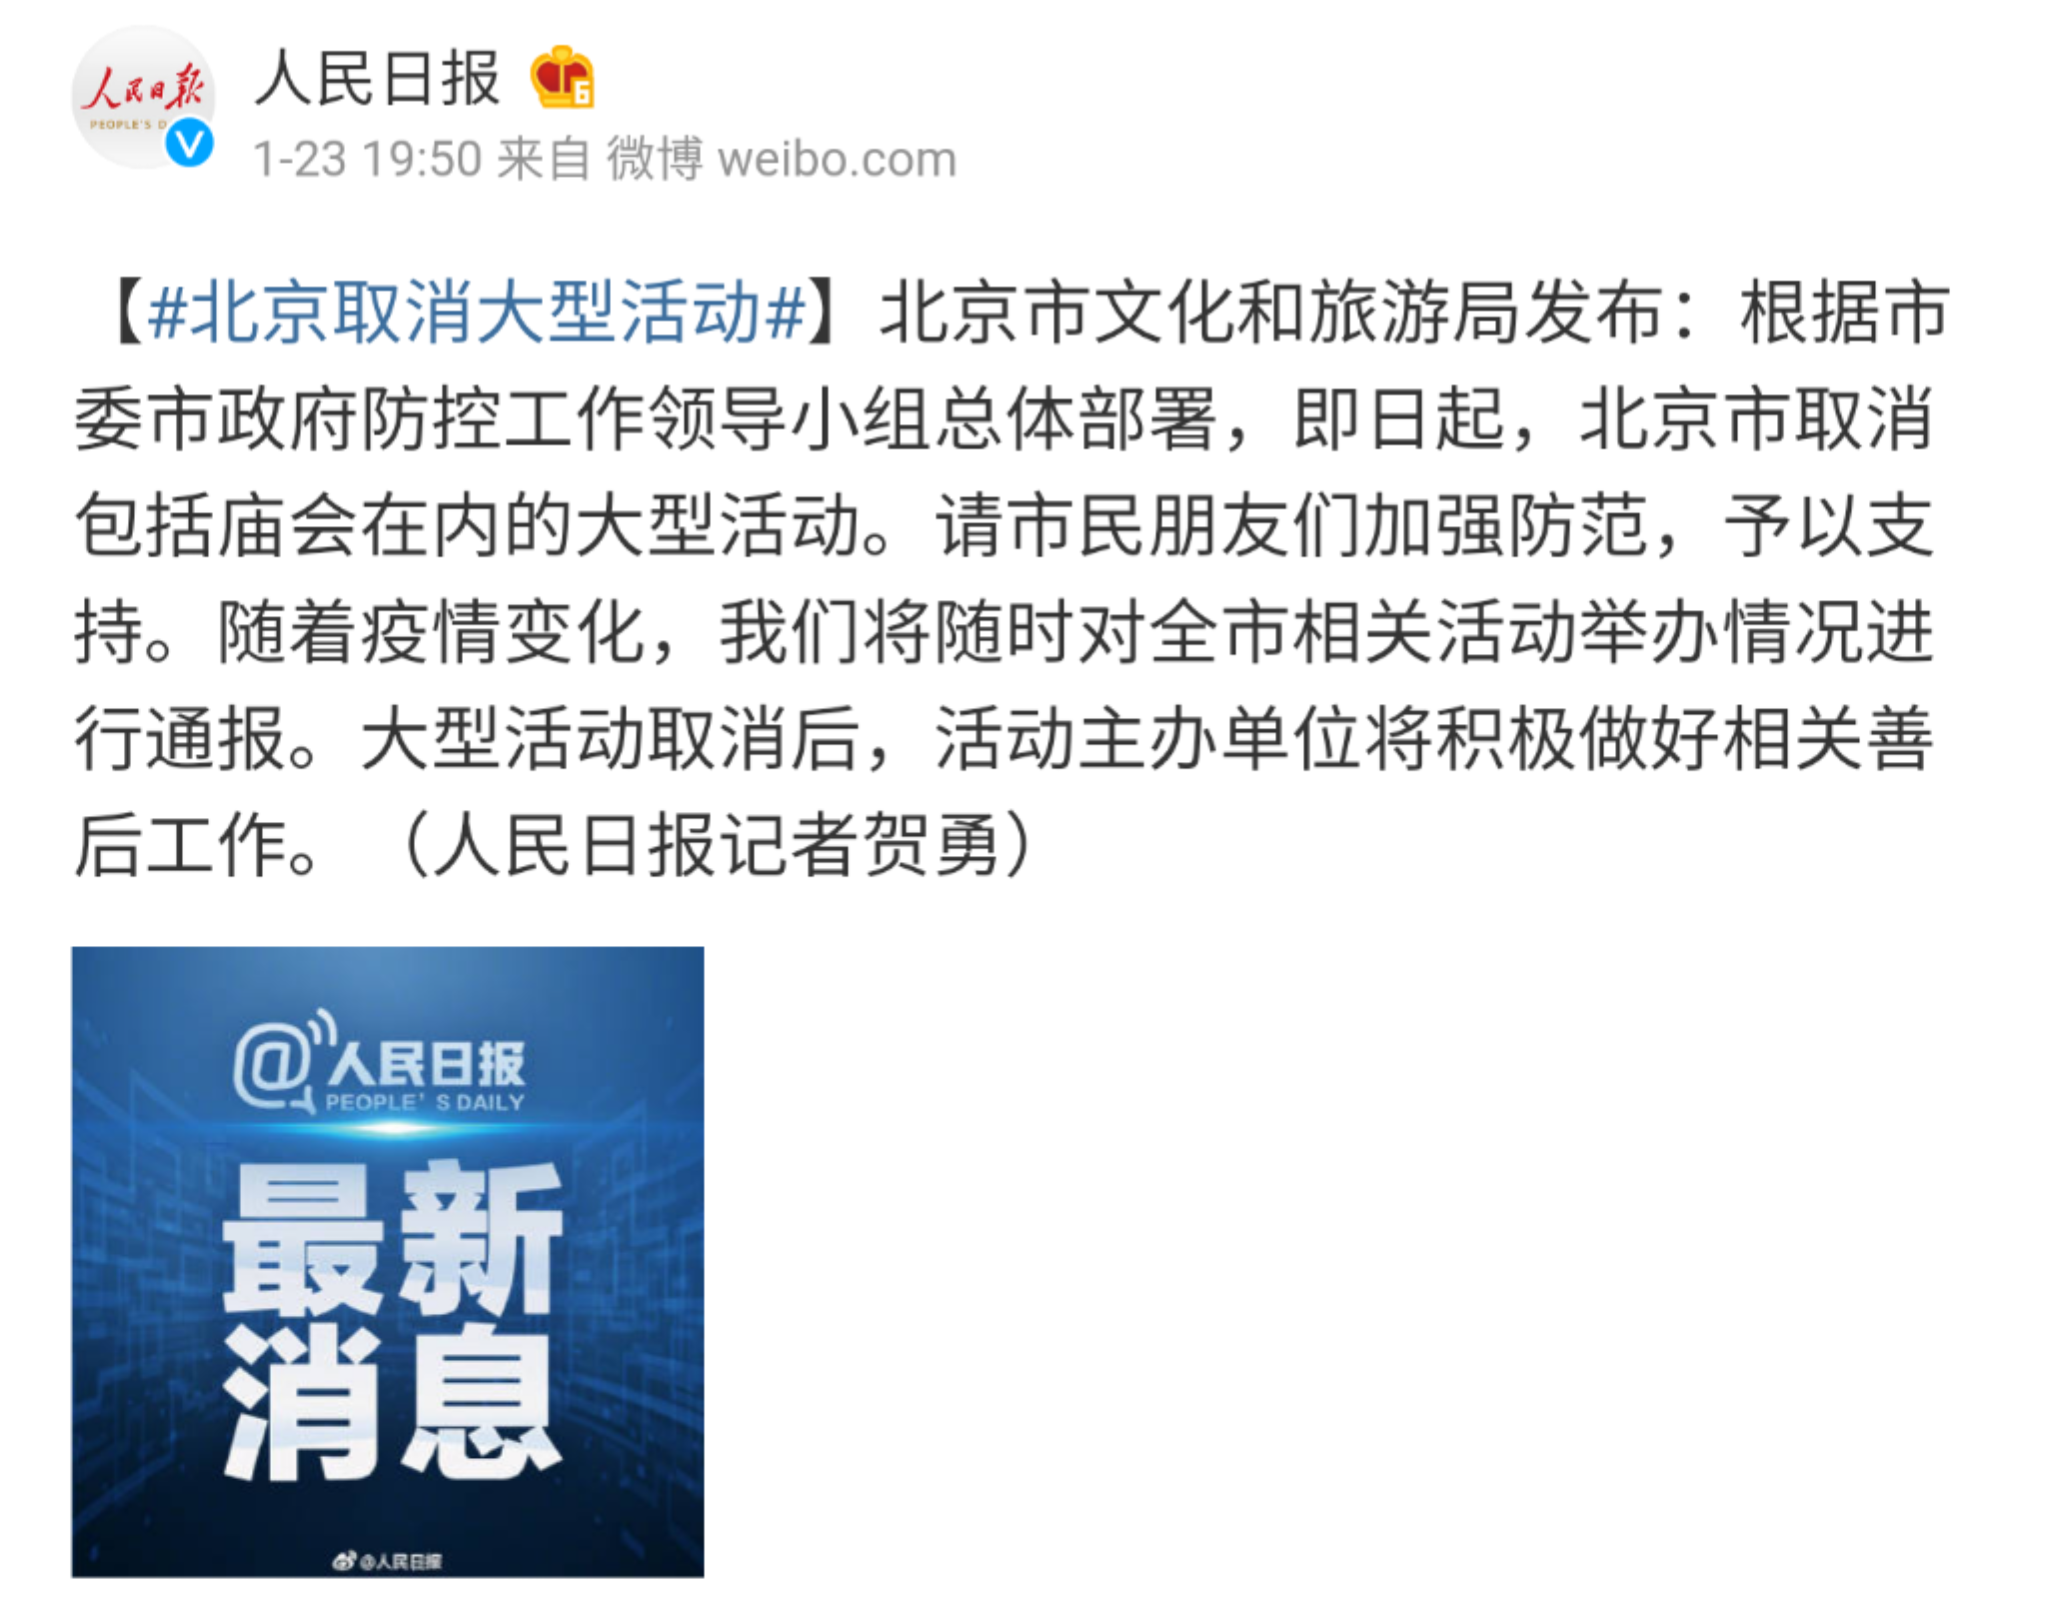 人民日報
PEOPLE'S D
人民日报
1-23 19:50 来自 微博 weibo.com
【#北京取消大型活动#】北京市文化和旅游局发布：根据市
委市政府防控工作领导小组总体部署，即日起，北京市取消
包括庙会在内的大型活动。请市民朋友们加强防范，予以支
持。随着疫情变化，我们将随时对全市相关活动举办情况进
行通报。大型活动取消后，活动主办单位将积极做好相关善
后工作。（人民日报记者贺勇）
@人民日报
PEOPLE'S DAILY
最新
消息
@人民日报